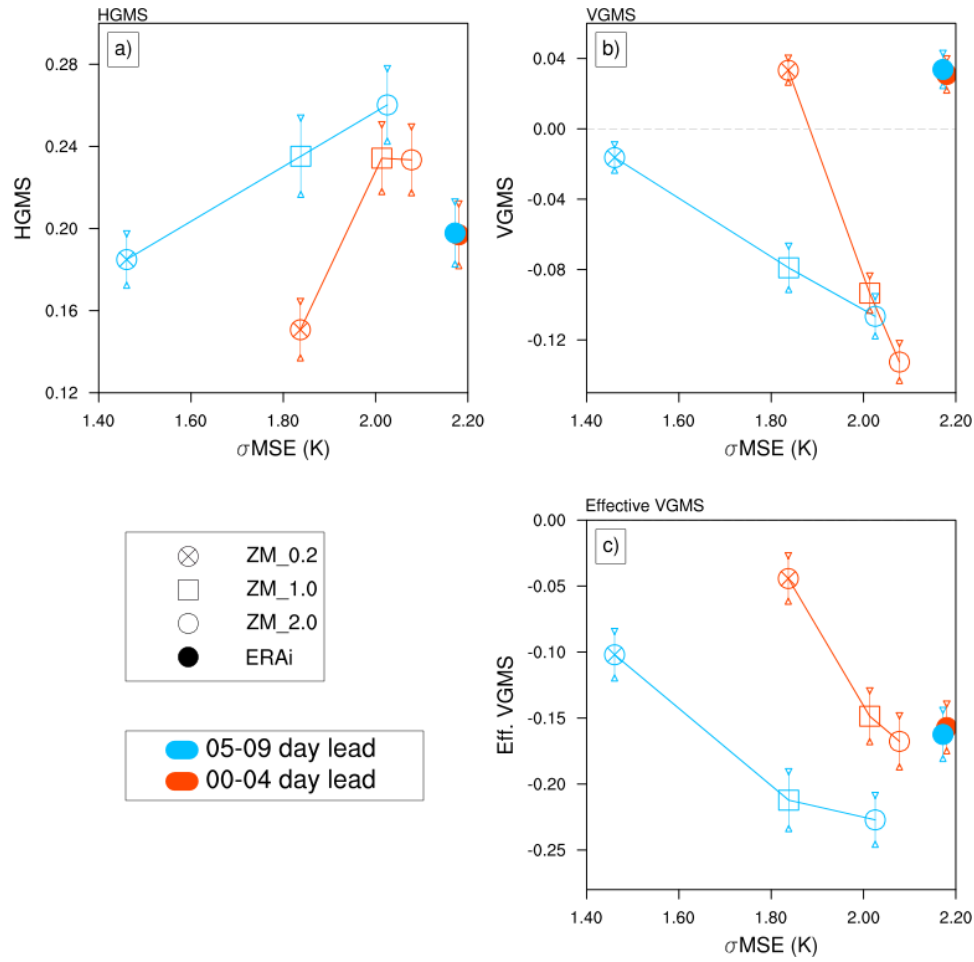 HGMS
a)
HGMS
0.28
0.24
0.20
0.16
0.12
1.40
1.60
1.80
2.00
2.20
σMSE (K)
VGMS
b)
VGMS
0.04
0.00
-0.04
-0.08
-0.12
1.40
1.60
1.80
2.00
2.20
σMSE (K)
ZM_0.2
ZM_1.0
ZM_2.0
ERAi
05-09 day lead
00-04 day lead
Effective VGMS
c)
Eff. VGMS
0.00
-0.05
-0.10
-0.15
-0.20
-0.25
1.40
1.60
1.80
2.00
2.20
σMSE (K)